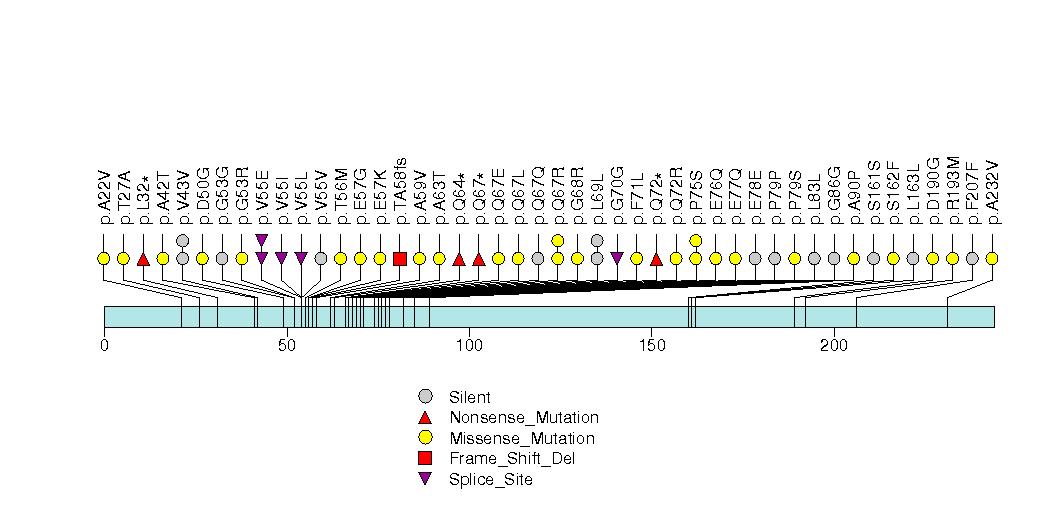 p.A22V
p.T27A
p.L32*
p.A42T
p.V43V
p.D50G
p.G53G
p.G53R
p.V55E
p.V55I
p.V55L
p.V55V
p.T56M
p.E57G
p.E57K
p.TA58fs
p.A59V
p.A63T
p.Q64*
p.Q67*
p.Q67E
p.Q67L
p.Q67Q
p.Q67R
p.G68R
p.L69L
p.G70G
p.F71L
p.Q72*
p.Q72R
p.P75S
p.E76Q
p.E77Q
p.E78E
p.P79P
p.P79S
p.L83L
p.G86G
p.A90P
p.S161S
p.S162F
p.L163L
p.D190G
p.R193M
p.F207F
p.A232V
0 50 100 150 200
Silent
Nonsense_Mutation
Missense_Mutation
Frame_Shift_Del
Splice_Site